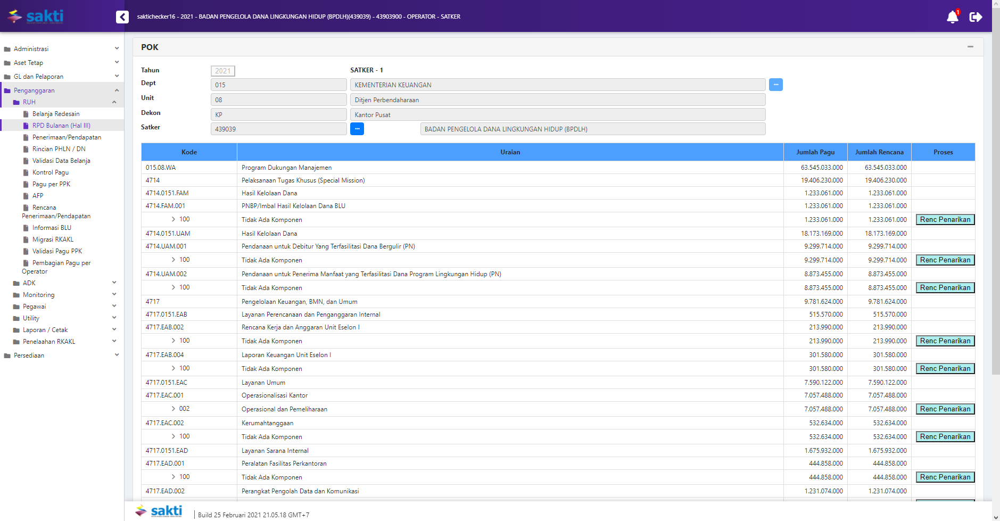 sakti
saktichecker16 - 2021 - BADAN PENGELOLA DANA LINGKUNGAN HIDUP (BPDLH)(439039) - 43903900 - OPERATOR - SATKER
1
Administrasi
Aset Tetap
GL dan Pelaporan
Penganggaran
RUH
Belanja Redesain
RPD Bulanan (Hal III)
Penerimaan/Pendapatan
Rincian PHLN / DN
Validasi Data Belanja
Kontrol Pagu
Pagu per PPK
AFP
Rencana
Penerimaan/Pendapatan
Informasi BLU
Migrasi RKAKL
Validasi Pagu PPK
Pembagian Pagu per
Operator
ADK
Monitoring
Pegawai
Utility
Laporan / Cetak
Penelaahan RKAKL
Persediaan
POK
Tahun 2021 SATKER - 1
Dept 015 KEMENTERIAN KEUANGAN ...
Unit 08 Ditjen Perbendaharaan
Dekon KP Kantor Pusat
Satker 439039 ... BADAN PENGELOLA DANA LINGKUNGAN HIDUP (BPDLH)
Kode Uraian Jumlah Pagu Jumlah Rencana Proses
015.08.WA Program Dukungan Manajemen 63.545.033.000 63.545.033.000
4714 Pelaksanaan Tugas Khusus (Special Mission) 19.406.230.000 19.406.230.000
4714.0151.FAM Hasil Kelolaan Dana 1.233.061.000 1.233.061.000
4714.FAM.001 PNBP/Imbal Hasil Kelolaan Dana BLU 1.233.061.000 1.233.061.000
100 Tidak Ada Komponen 1.233.061.000 1.233.061.000 Renc Penarikan
4714.0151.UAM Hasil Kelolaan Dana 18.173.169.000 18.173.169.000
4714.UAM.001 Pendanaan untuk Debitur Yang Terfasilitasi Dana Bergulir (PN) 9.299.714.000 9.299.714.000
100 Tidak Ada Komponen 9.299.714.000 9.299.714.000 Renc Penarikan
4714.UAM.002 Pendanaan untuk Penerima Manfaat yang Terfasilitasi Dana Program Lingkungan Hidup (PN) 8.873.455.000 8.873.455.000
100 Tidak Ada Komponen 8.873.455.000 8.873.455.000 Renc Penarikan
4717 Pengelolaan Keuangan, BMN, dan Umum 9.781.624.000 9.781.624.000
4717.0151.EAB Layanan Perencanaan dan Penganggaran Internal 515.570.000 515.570.000
4717.EAB.002 Rencana Kerja dan Anggaran Unit Eselon I 213.990.000 213.990.000
100 Tidak Ada Komponen 213.990.000 213.990.000 Renc Penarikan
4717.EAB.004 Laporan Keuangan Unit Eselon I 301.580.000 301.580.000
100 Tidak Ada Komponen 301.580.000 301.580.000 Renc Penarikan
4717.0151.EAC Layanan Umum 7.590.122.000 7.590.122.000
4717.EAC.001 Operasionalisasi Kantor 7.057.488.000 7.057.488.000
002 Operasional dan Pemeliharaan 7.057.488.000 7.057.488.000 Renc Penarikan
4717.EAC.002 Kerumahtanggaan 532.634.000 532.634.000
100 Tidak Ada Komponen 532.634.000 532.634.000 Renc Penarikan
4717.0151.EAD Layanan Sarana Internal 1.675.932.000 1.675.932.000
4717.EAD.001 Peralatan Fasilitas Perkantoran 444.858.000 444.858.000
100 Tidak Ada Komponen 444.858.000 444.858.000 Renc Penarikan
4717.EAD.002 Perangkat Pengolah Data dan Komunikasi 1.231.074.000 1.231.074.000
sakti
Build 25 Februari 2021 21.05.18 GMT+7